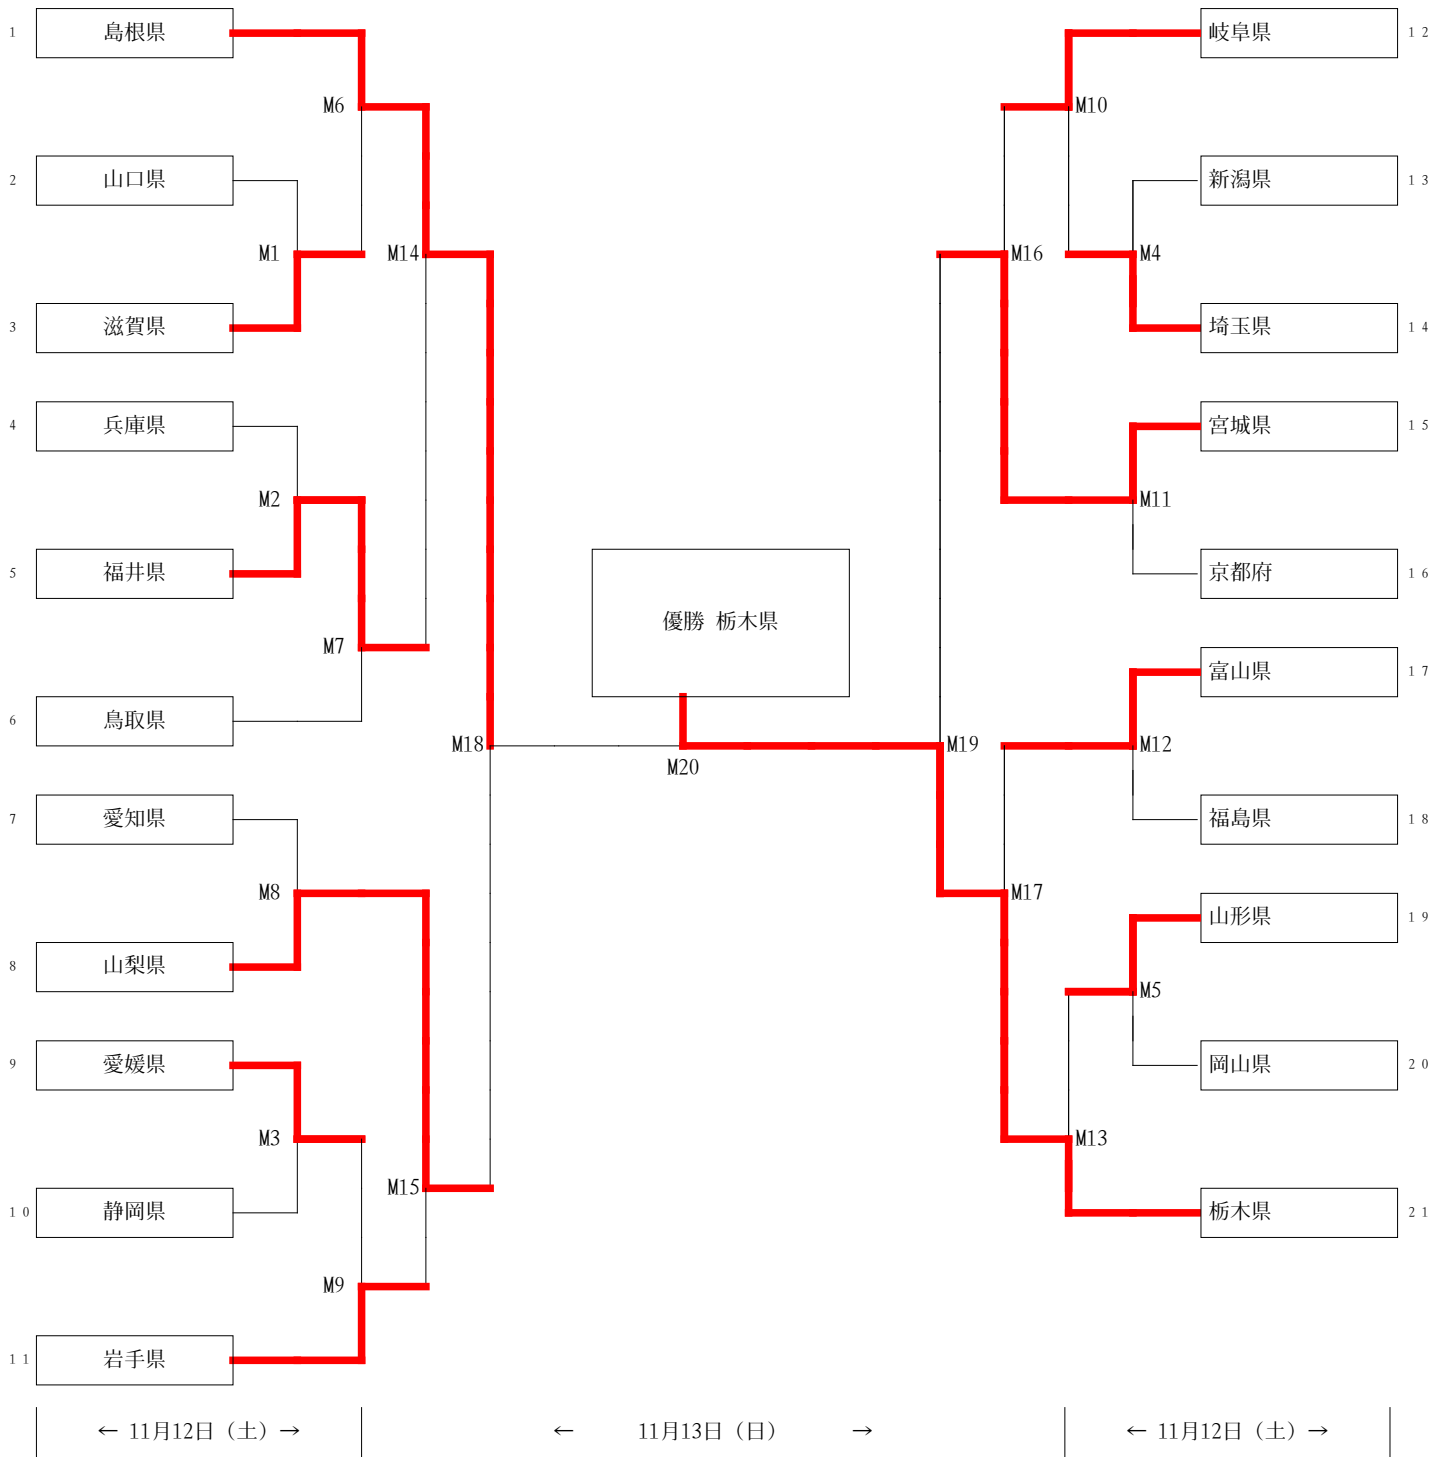 1 島根県
M6
2 山口県
M1
M14
3 滋賀県
4 兵庫県
M2
5 福井県
M7
6 鳥取県
M18
7 愛知県
M8
8 山梨県
9 愛媛県
M3
M15
10 静岡県
M9
11 岩手県
優勝 栃木県
M20
岐阜県 12
M10
新潟県 13
M16
M4
埼玉県 14
宮城県 15
M11
京都府 16
富山県 17
M19
M12
福島県 18
M17
山形県 19
M5
岡山県 20
M13
栃木県 21
← 11月12日（土）→
← 11月13日（日） →
← 11月12日（土）→